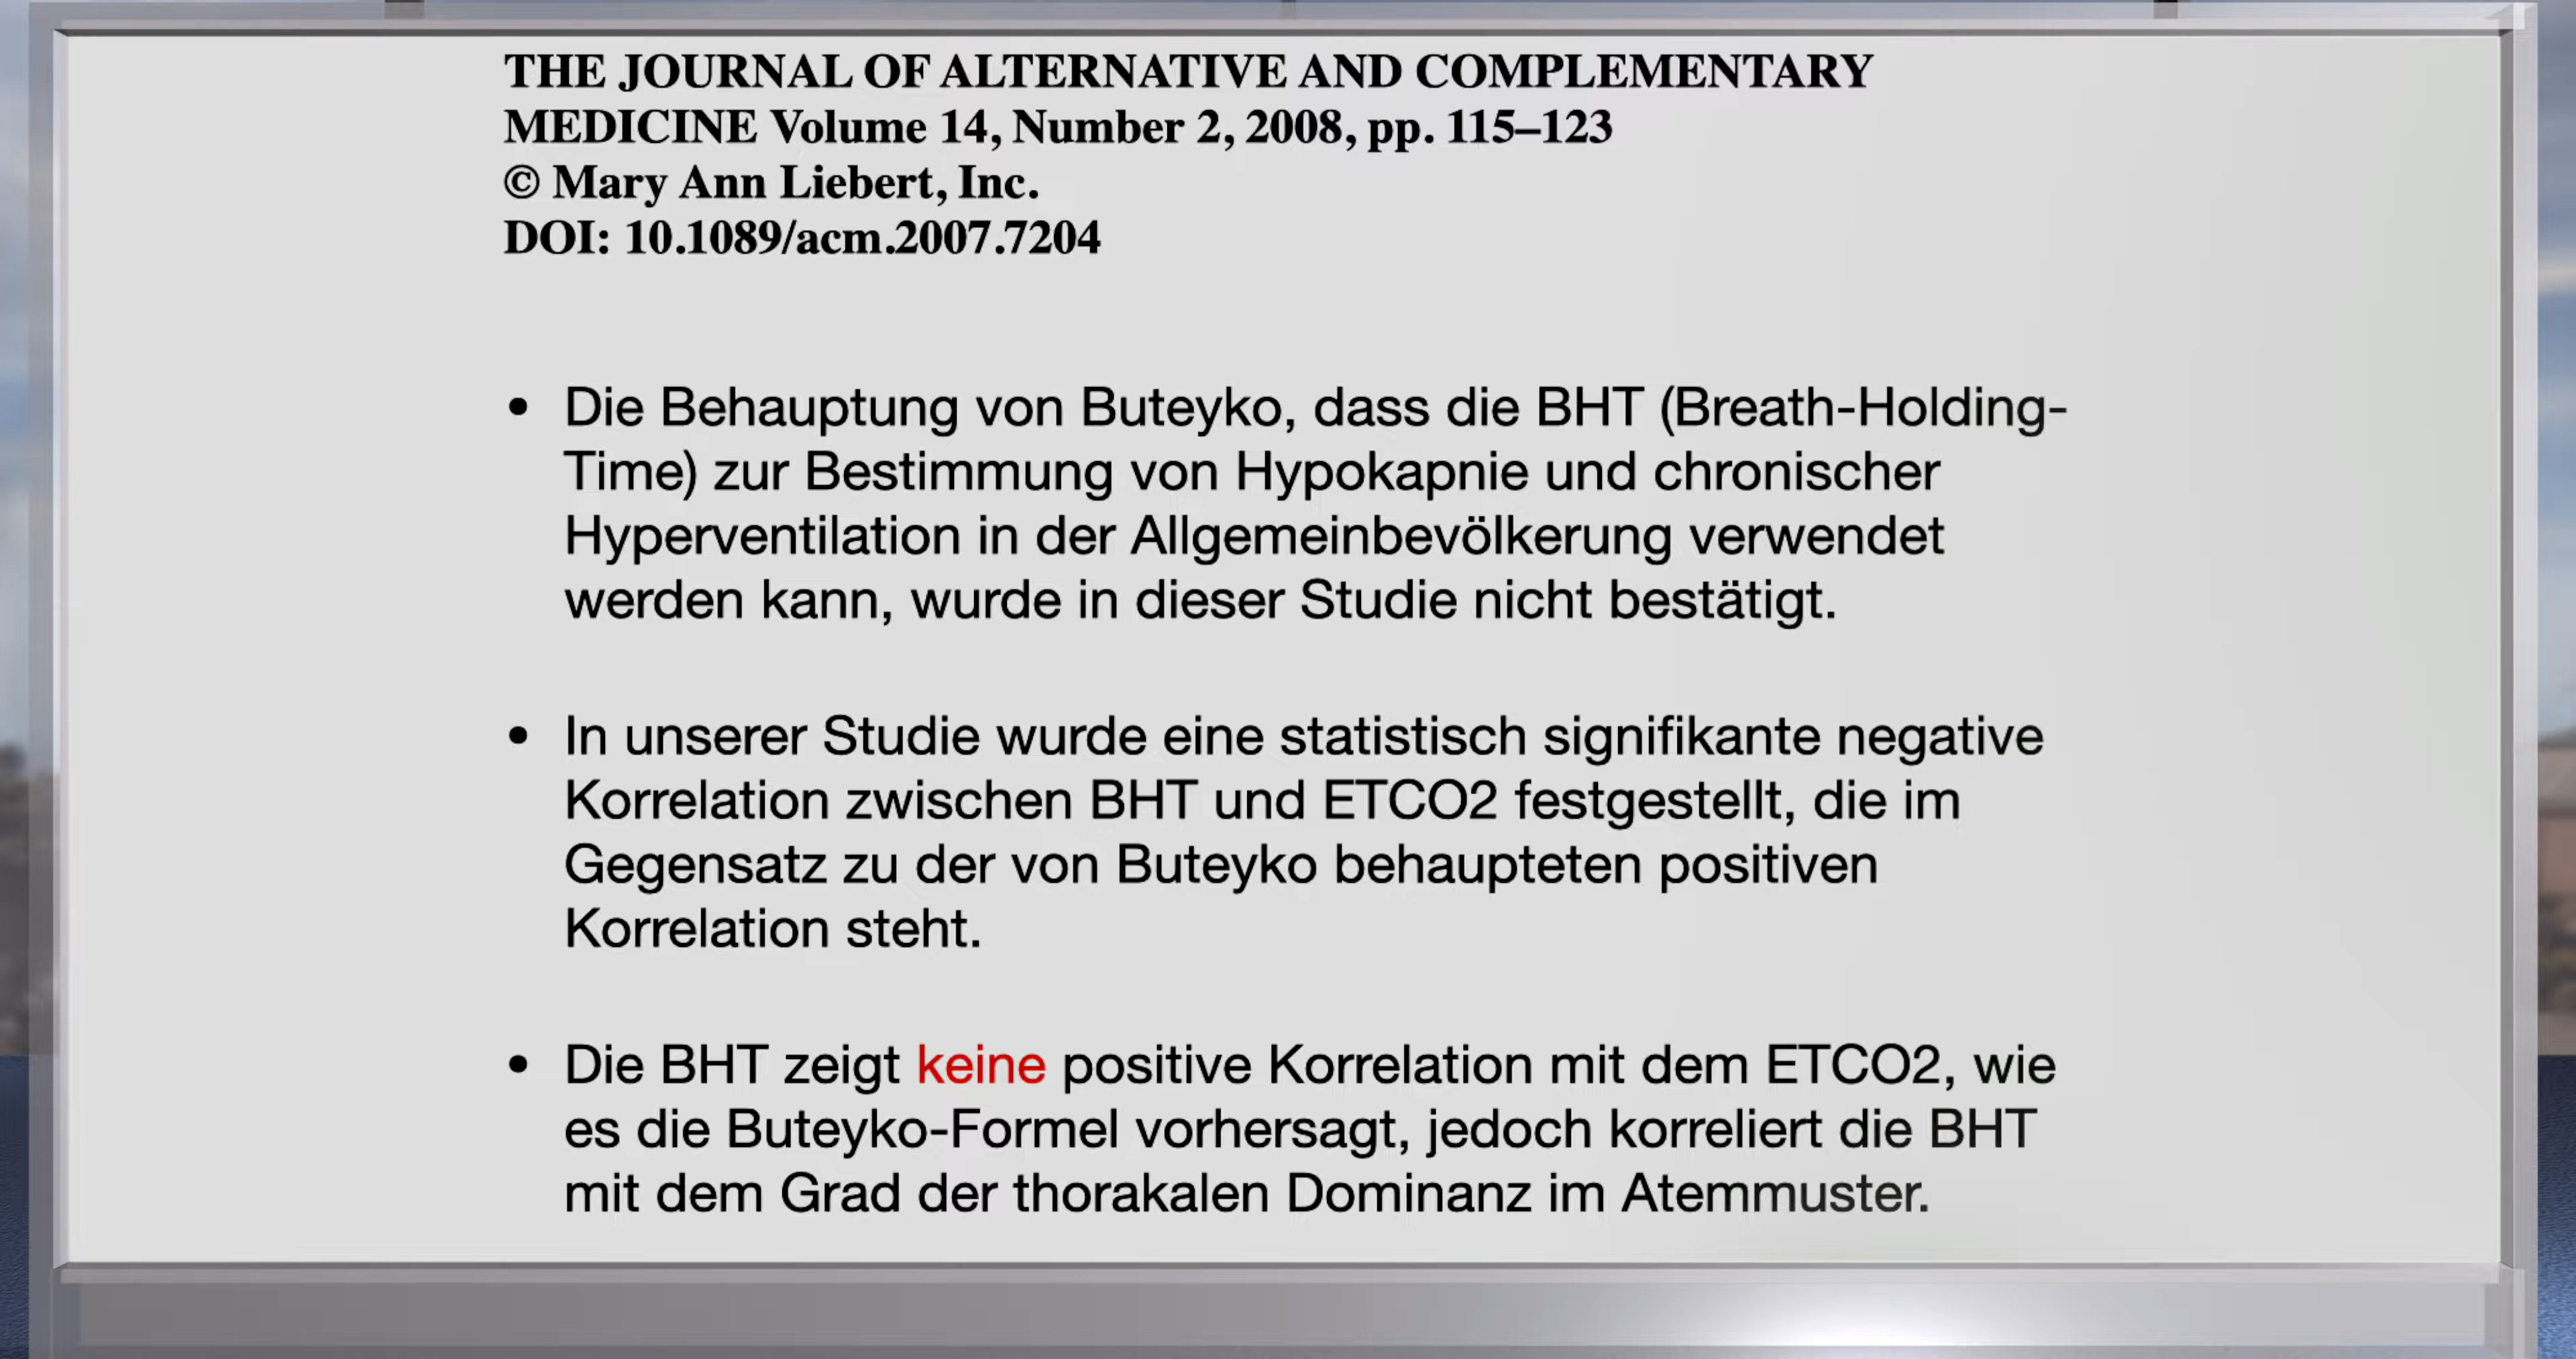 THE JOURNAL OF ALTERNATIVE AND COMPLEMENTARY
MEDICINE Volume 14, Number 2, 2008, pp. 115–123
© Mary Ann Liebert, Inc.
DOI: 10.1089/acm.2007.7204
• Die Behauptung von Buteyko, dass die BHT (Breath-Holding-
Time) zur Bestimmung von Hypokapnie und chronischer
Hyperventilation in der Allgemeinbevölkerung verwendet
werden kann, wurde in dieser Studie nicht bestätigt.
• In unserer Studie wurde eine statistisch signifikante negative
Korrelation zwischen BHT und ETCO2 festgestellt, die im
Gegensatz zu der von Buteyko behaupteten positiven
Korrelation steht.
• Die BHT zeigt keine positive Korrelation mit dem ETCO2, wie
es die Buteyko-Formel vorhersagt, jedoch korreliert die BHT
mit dem Grad der thorakalen Dominanz im Atemmuster.